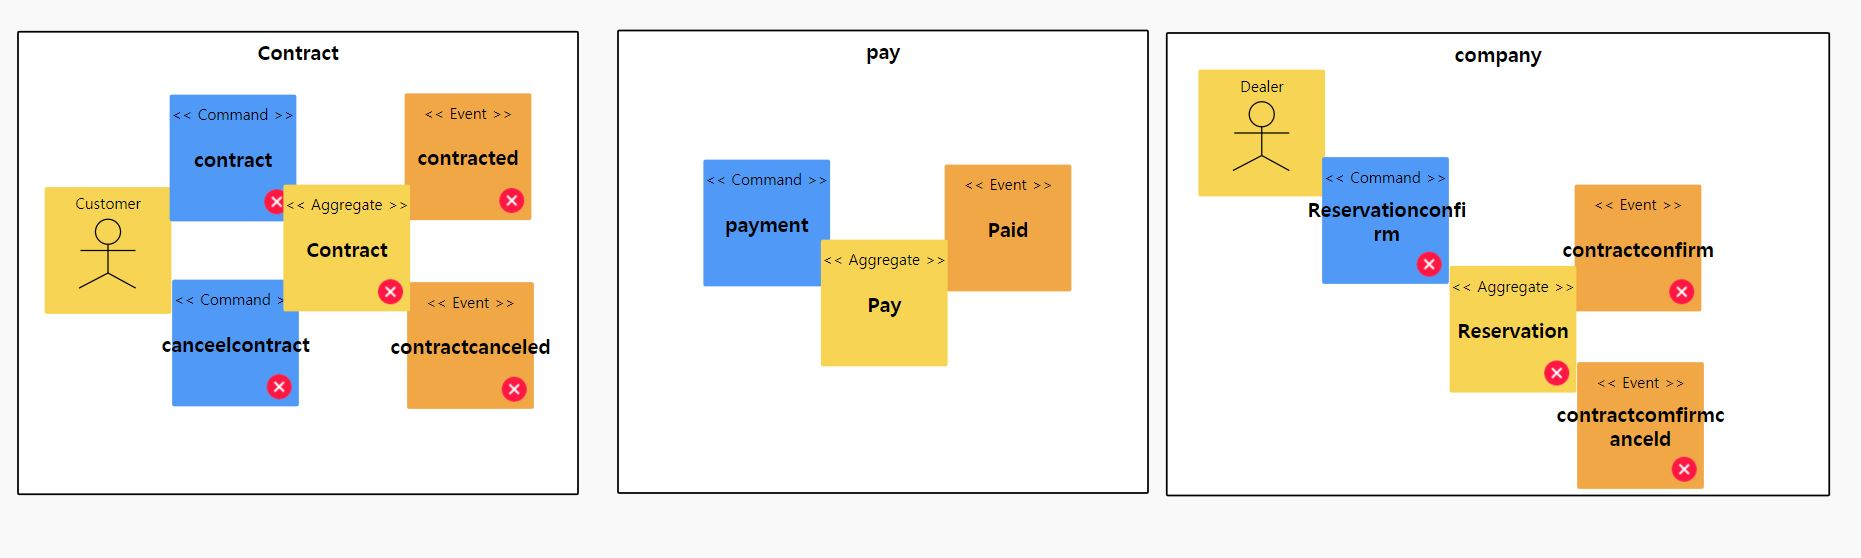 Contract
<< Command >>
contract
<< Event >>
contracted
Customer
<< Aggregate >>
Contract
<< Command >
canceelcontract
<< Event >>
contractcanceled
pay
<< Command >>
payment
<< Event >>
Paid
<< Aggregate >>
Pay
company
Dealer
<< Command >>
Reservationconfi
rm
<< Event >>
contractconfirm
<< Aggregate >>
Reservation
<< Event >>
contractcomfirmc
anceld